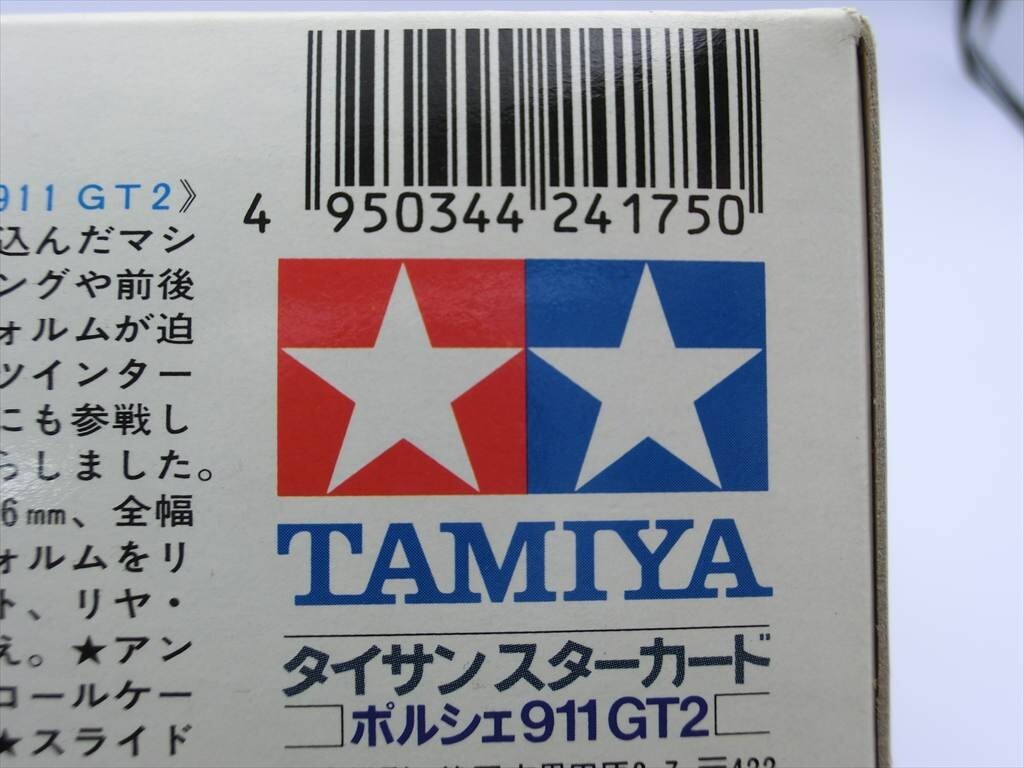 4 950344 241750
911 GT2》
込んだマシ
ングや前後
ォルムが迫
ツインター
にも参戦し
らしました。
6mm、全幅
ォルムをリ
ト、リヤ・
え。★アン
ロールケー
★スライド
TAMIYA
タイサンスターカード
ポルシェ911GT2